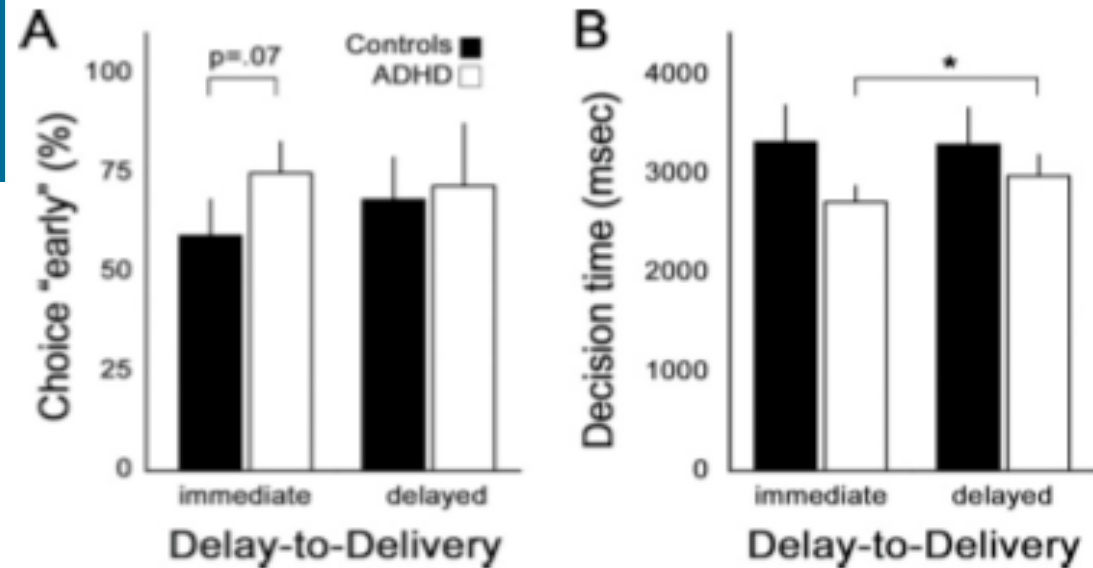 A
p=.07
Controls
ADHD
100
75
50
25
0
Choice "early" (%)
immediate delayed
Delay-to-Delivery
B
*
4000
3000
2000
1000
0
Decision time (msec)
immediate delayed
Delay-to-Delivery